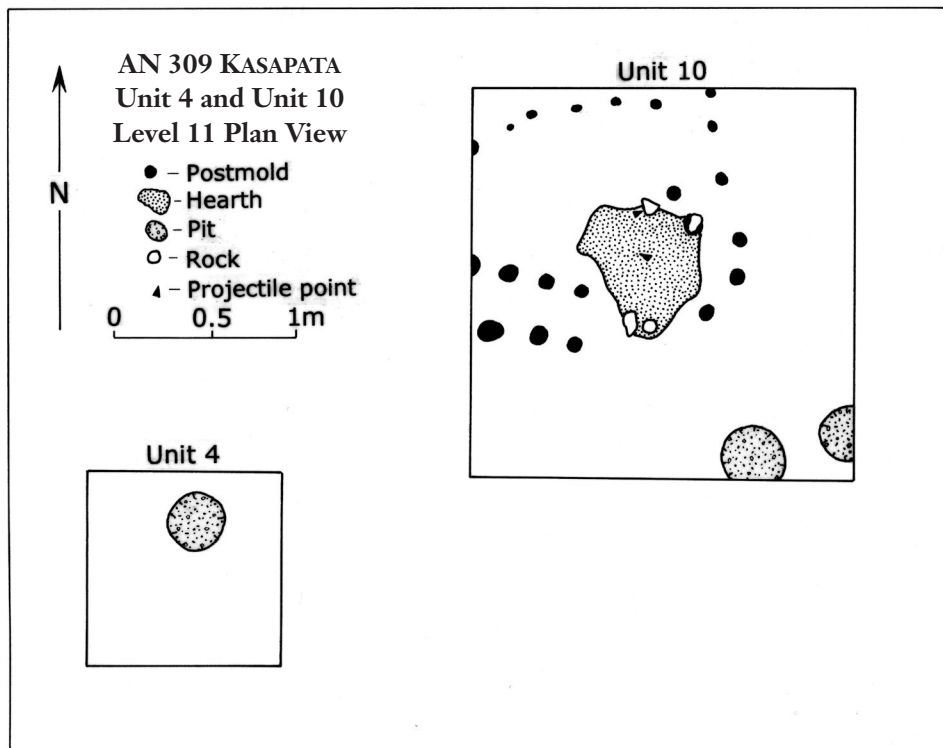 AN 309 KASAPATA
Unit 4 and Unit 10
Level 11 Plan View
N
– Postmold
– Hearth
– Pit
– Rock
– Projectile point
0 0.5 1m
Unit 10
Unit 4